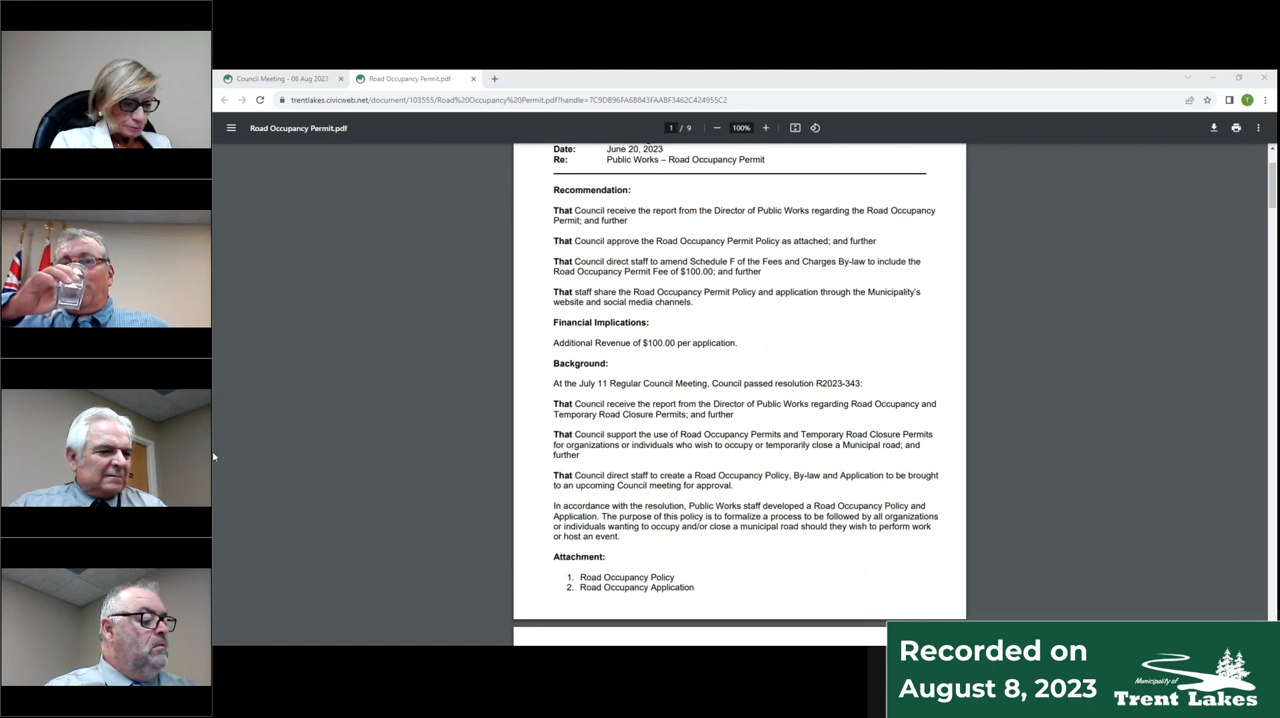 Council Meeting - 08 Aug 2023
Road Occupancy Permit.pdf
trentlakes.civicweb.net/document/103555/Road%20Occupancy%20Permit.pdf?handle=7C9DB96FA6B843FAABF3462C424955C2
T
Road Occupancy Permit.pdf
1 / 9
100%
Date: June 20, 2023
Re: Public Works – Road Occupancy Permit
Recommendation:
That Council receive the report from the Director of Public Works regarding the Road Occupancy
Permit; and further
That Council approve the Road Occupancy Permit Policy as attached; and further
That Council direct staff to amend Schedule F of the Fees and Charges By-law to include the
Road Occupancy Permit Fee of $100.00; and further
That staff share the Road Occupancy Permit Policy and application through the Municipality's
website and social media channels.
Financial Implications:
Additional Revenue of $100.00 per application.
Background:
At the July 11 Regular Council Meeting, Council passed resolution R2023-343:
That Council receive the report from the Director of Public Works regarding Road Occupancy and
Temporary Road Closure Permits; and further
That Council support the use of Road Occupancy Permits and Temporary Road Closure Permits
for organizations or individuals who wish to occupy or temporarily close a Municipal road; and
further
That Council direct staff to create a Road Occupancy Policy, By-law and Application to be brought
to an upcoming Council meeting for approval.
In accordance with the resolution, Public Works staff developed a Road Occupancy Policy and
Application. The purpose of this policy is to formalize a process to be followed by all organizations
or individuals wanting to occupy and/or close a municipal road should they wish to perform work
or host an event.
Attachment:
1. Road Occupancy Policy
2. Road Occupancy Application
Recorded on
August 8, 2023
Municipality of
Trent Lakes